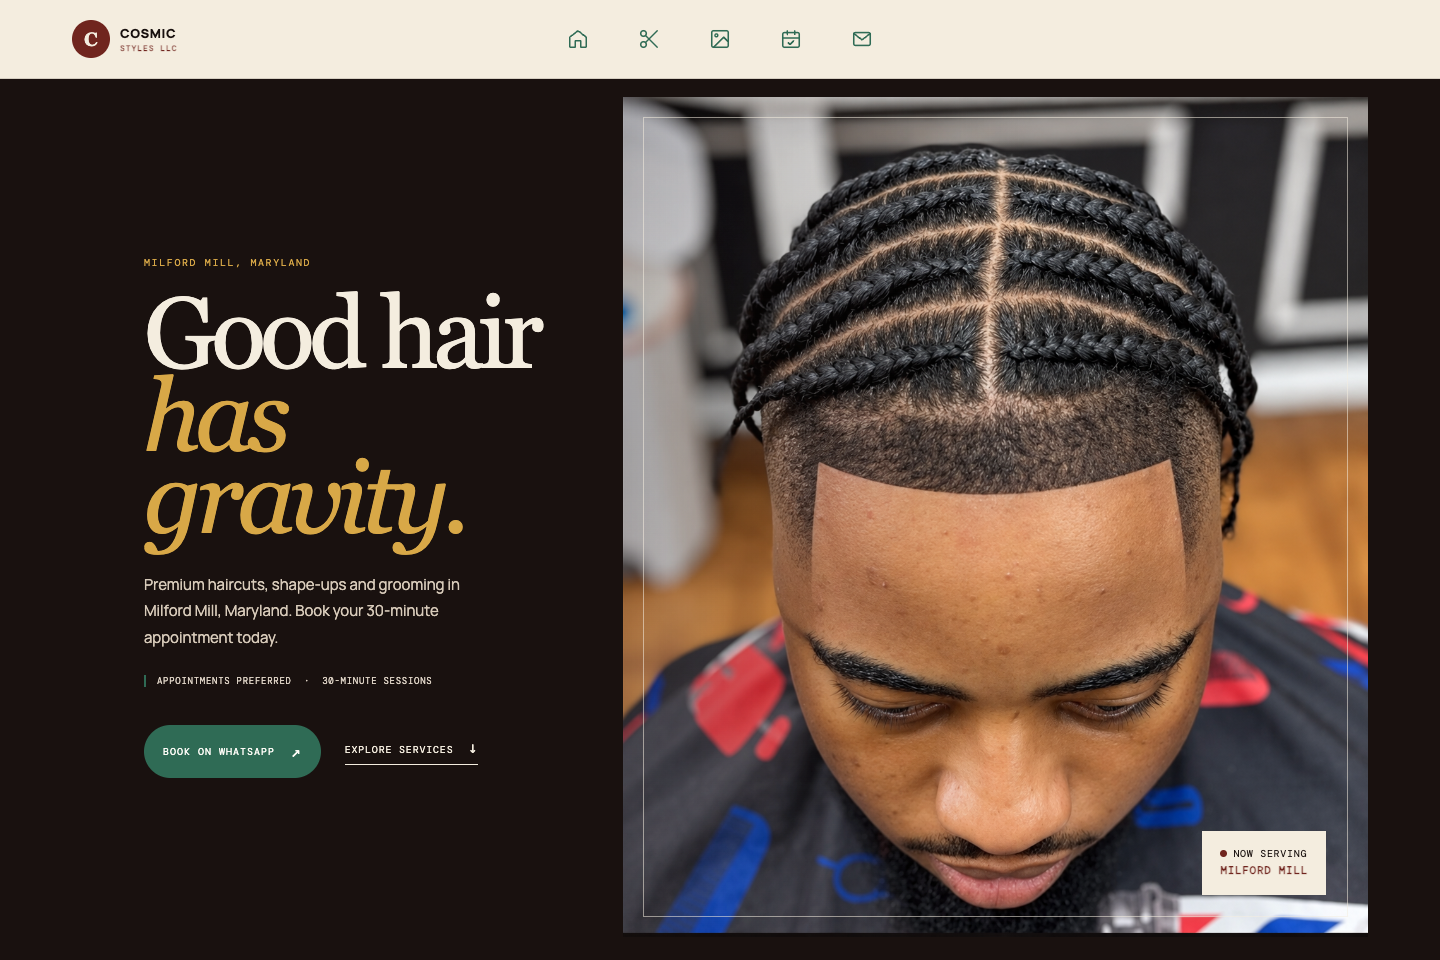 C
COSMIC
STYLES LLC
MILFORD MILL, MARYLAND
Good hair
has
gravity.
Premium haircuts, shape-ups and grooming in
Milford Mill, Maryland. Book your 30-minute
appointment today.
APPOINTMENTS PREFERRED · 30-MINUTE SESSIONS
BOOK ON WHATSAPP ↗
EXPLORE SERVICES ↓
NOW SERVING
MILFORD MILL